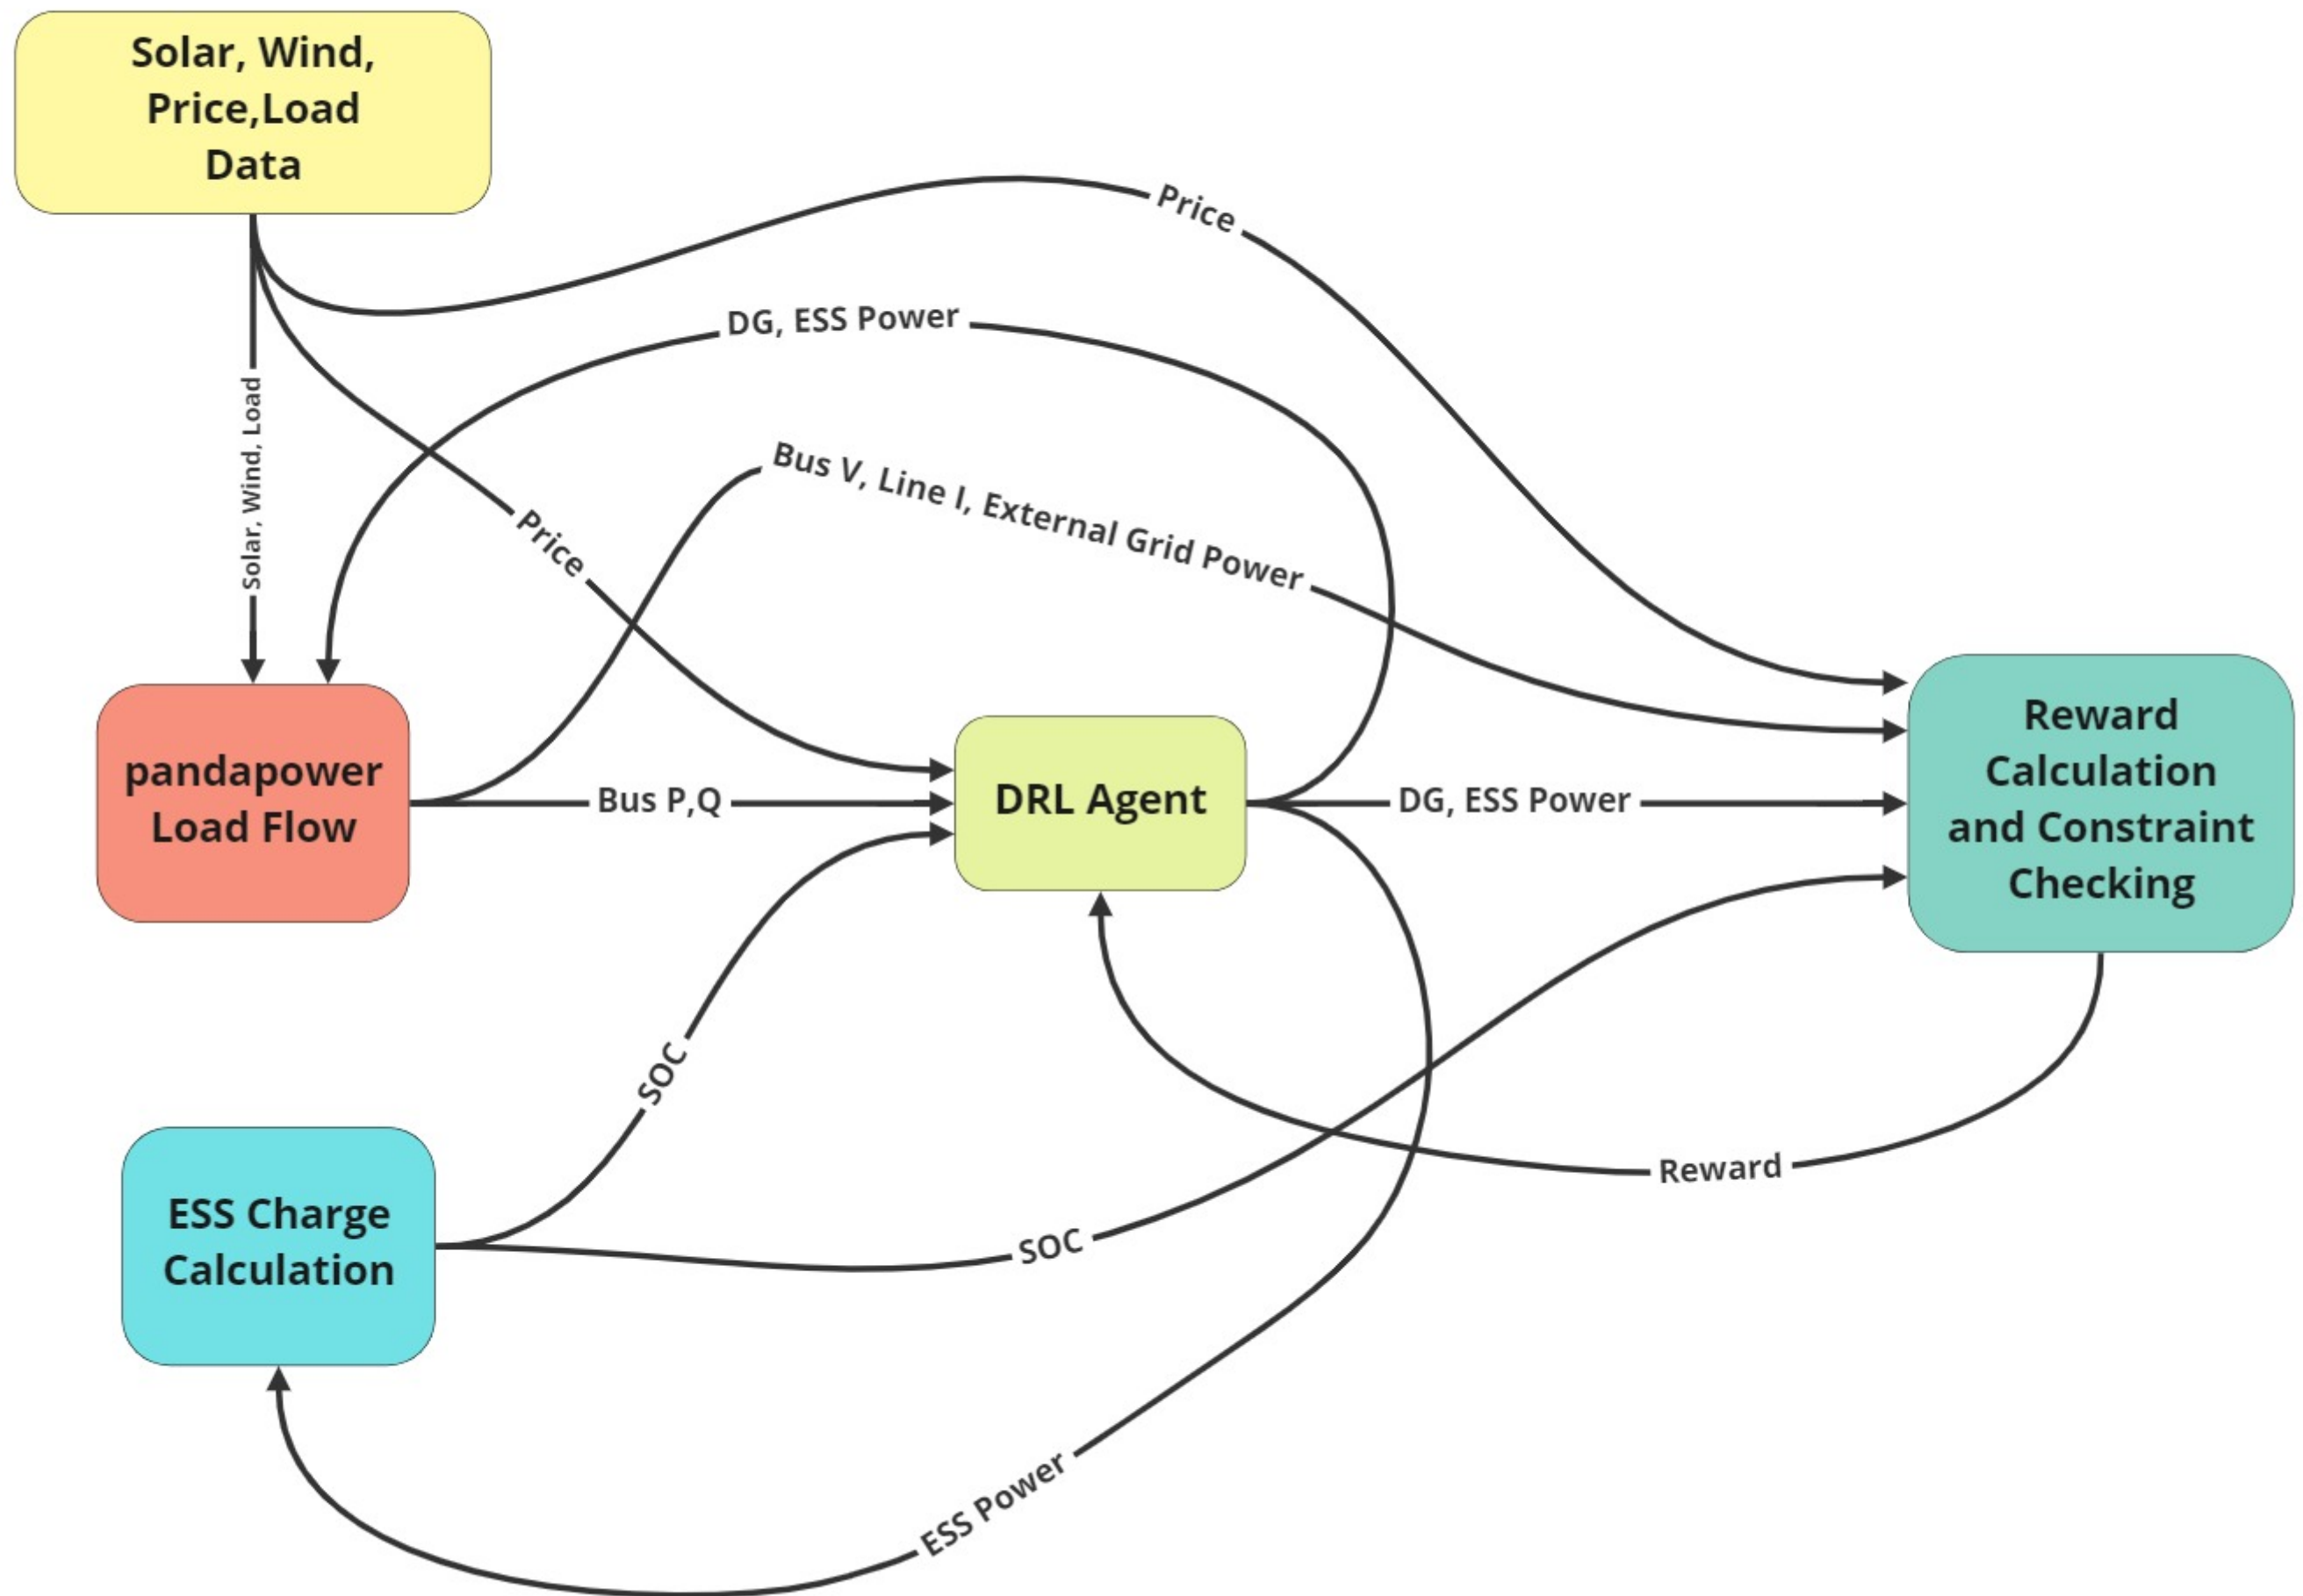 Solar, Wind,
Price,Load
Data
Price
DG, ESS Power
Solar, Wind, Load
Bus V, Line I, External Grid Power
Price
pandapower
Load Flow
Bus P,Q
DRL Agent
DG, ESS Power
Reward
Calculation
and Constraint
Checking
SOC
ESS Charge
Calculation
SOC
Reward
ESS Power